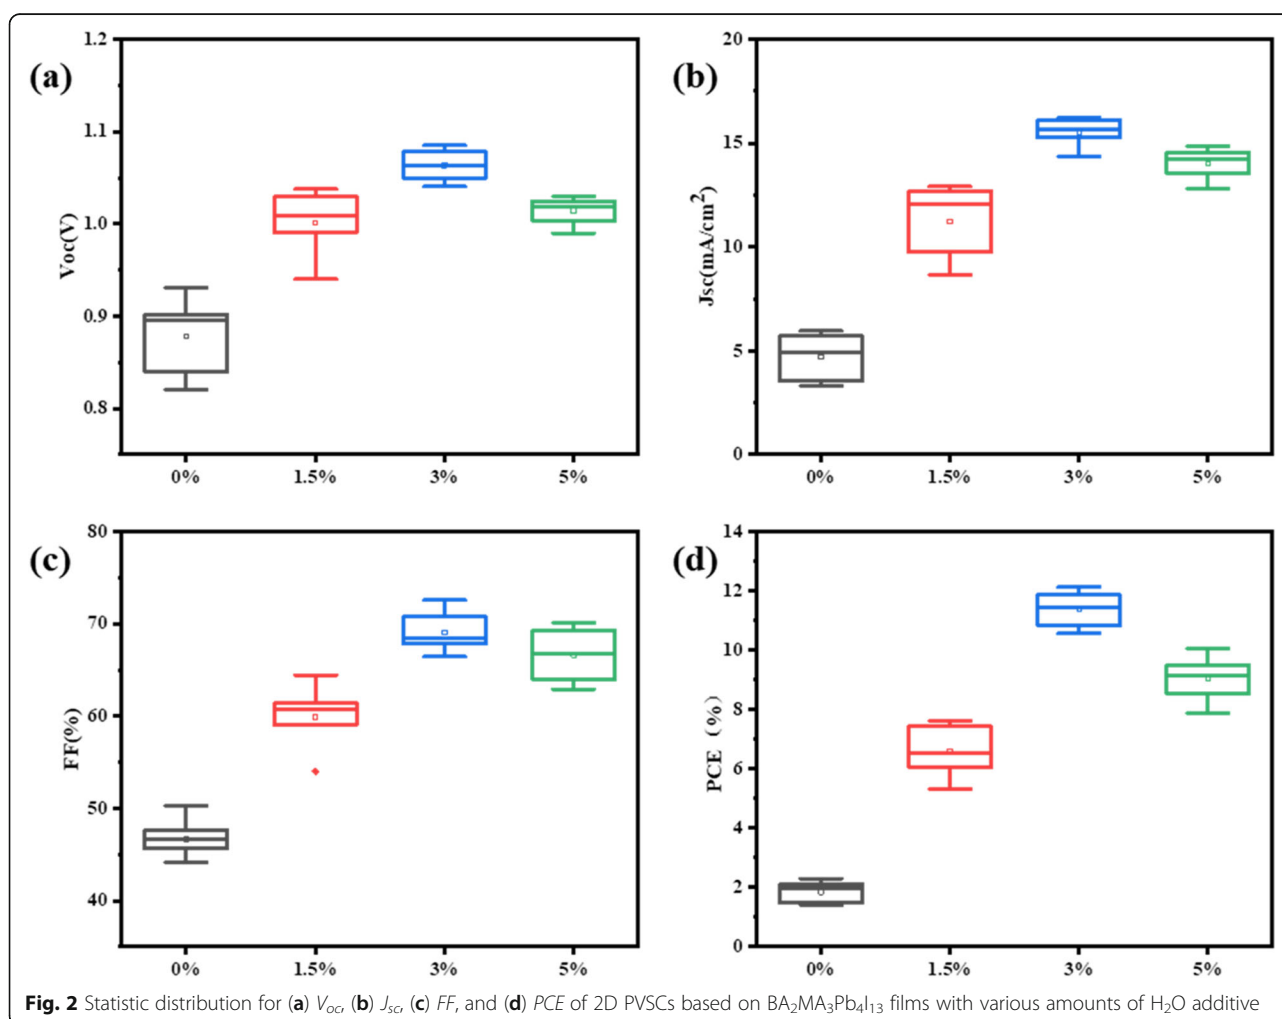 (a)
1.2
1.1
1.0
0.9
0.8
Voc(V)
0% 1.5% 3% 5%
(b)
20
15
10
5
0
Jsc(mA/cm²)
0% 1.5% 3% 5%
(c)
80
70
60
50
40
FF(%)
0% 1.5% 3% 5%
(d)
14
12
10
8
6
4
2
0
PCE (%)
0% 1.5% 3% 5%
Fig. 2 Statistic distribution for (a) Voc, (b) Jsc, (c) FF, and (d) PCE of 2D PVSCs based on BA₂MA₃Pb₄I₁₃ films with various amounts of H₂O additive